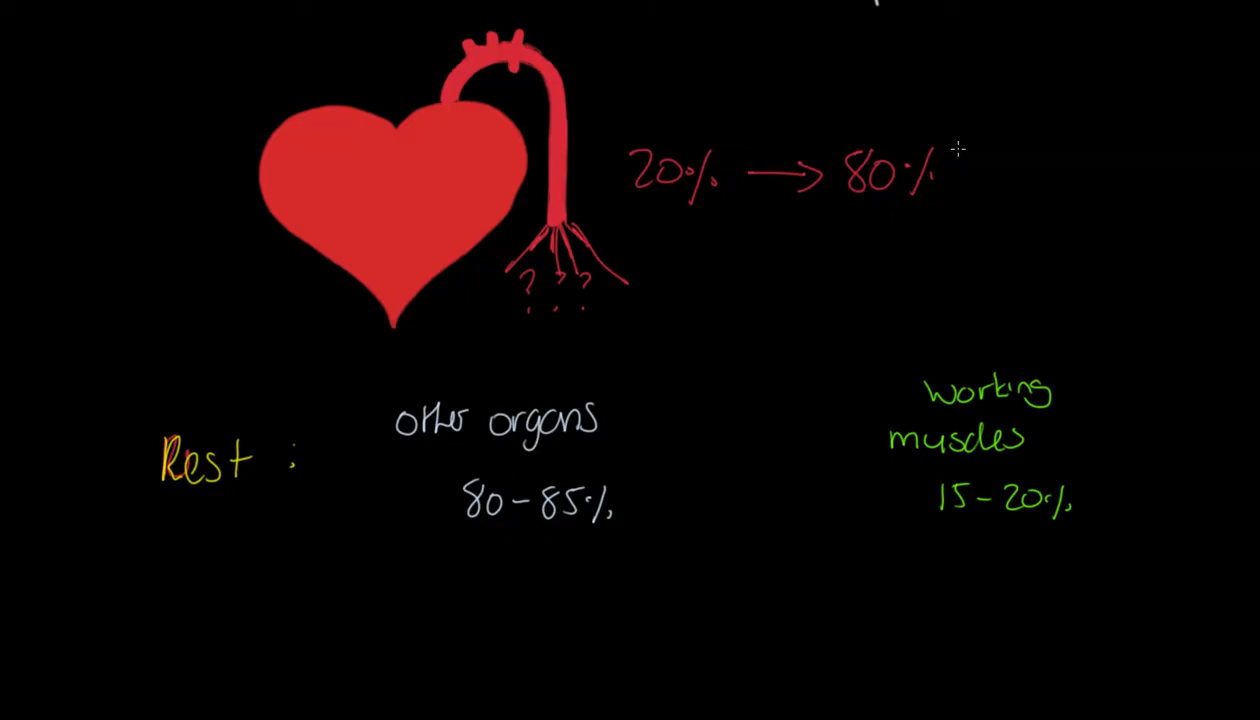 20% → 80%
? ? ?
working
other organs
muscles
Rest :
80-85%
15-20%